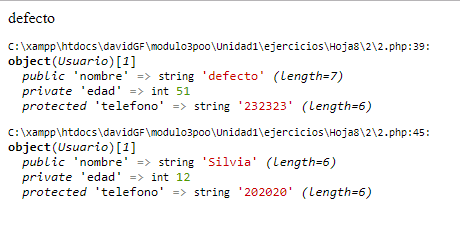 defecto
C:\xampp\htdocs\davidGF\modulo3poo\Unidad1\ejercicios\Hoja8\2\2.php:39:
object(Usuario)[1]
public 'nombre' => string 'defecto' (length=7)
private 'edad' => int 51
protected 'telefono' => string '232323' (length=6)
C:\xampp\htdocs\davidGF\modulo3poo\Unidad1\ejercicios\Hoja8\2\2.php:45:
object(Usuario)[1]
public 'nombre' => string 'Silvia' (length=6)
private 'edad' => int 12
protected 'telefono' => string '202020' (length=6)